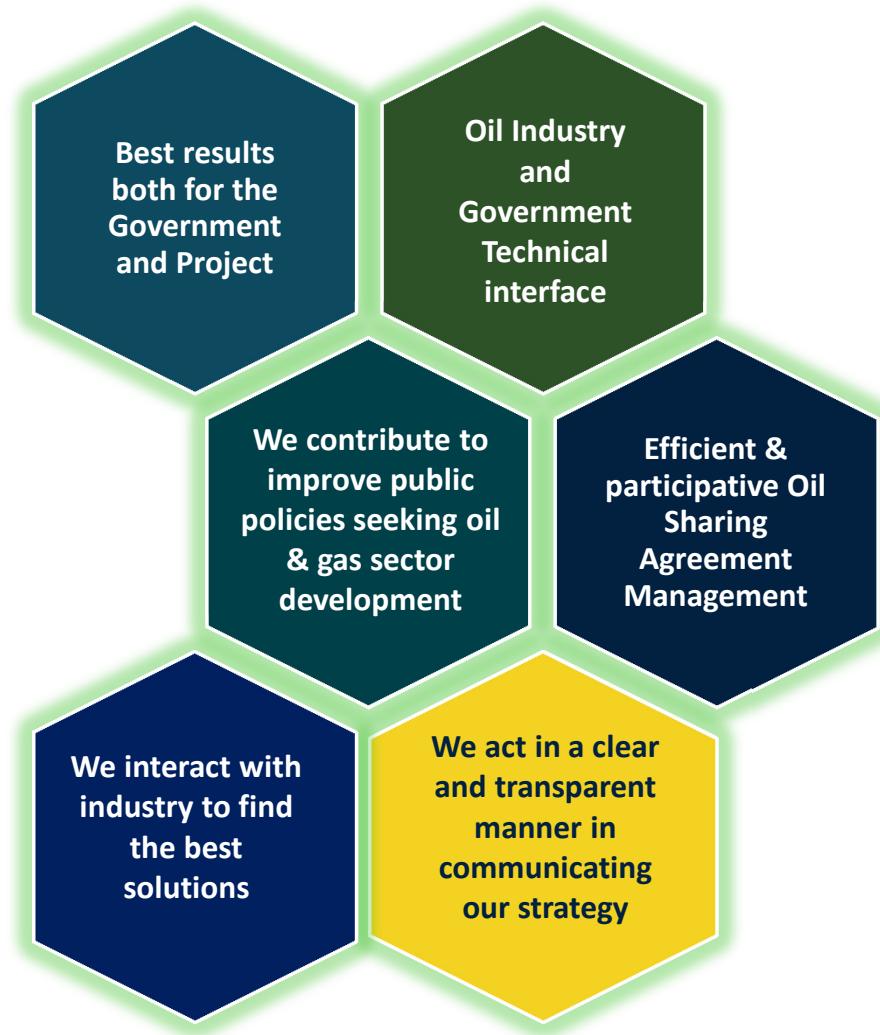 Best results
both for the
Government
and Project
Oil Industry
and
Government
Technical
interface
We contribute to
improve public
policies seeking oil
& gas sector
development
Efficient &
participative Oil
Sharing
Agreement
Management
We interact with
industry to find
the best
solutions
We act in a clear
and transparent
manner in
communicating
our strategy